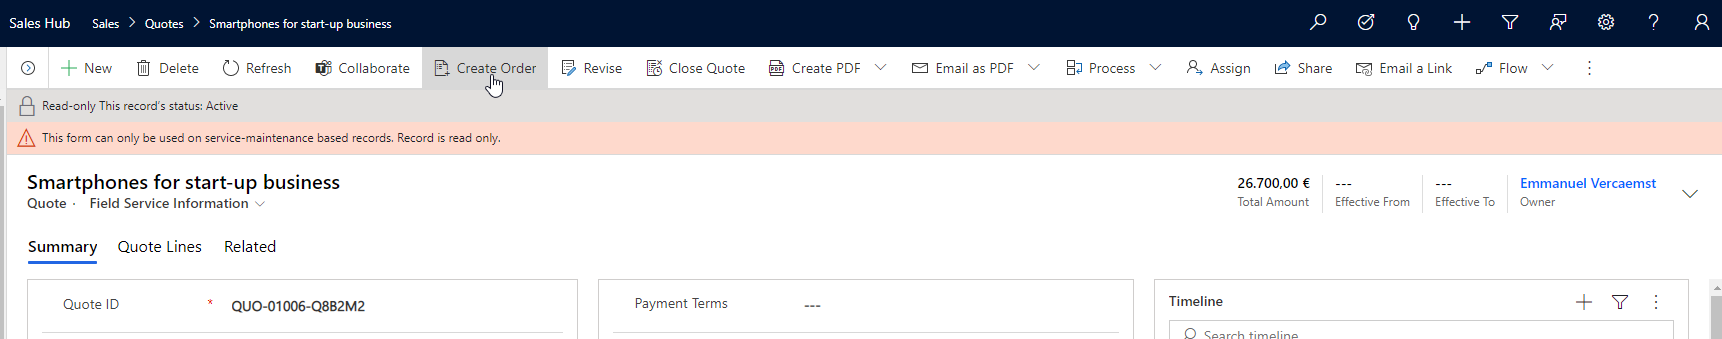 Sales Hub Sales > Quotes > Smartphones for start-up business
New Delete Refresh Collaborate Create Order Revise Close Quote Create PDF Email as PDF Process Assign Share Email a Link Flow
Read-only This record's status: Active
This form can only be used on service-maintenance based records. Record is read only.
Smartphones for start-up business
Quote · Field Service Information
26.700,00 € --- --- Emmanuel Vercaemst
Total Amount Effective From Effective To Owner
Summary Quote Lines Related
Quote ID * QUO-01006-Q8B2M2
Payment Terms ---
Timeline
Search timeline